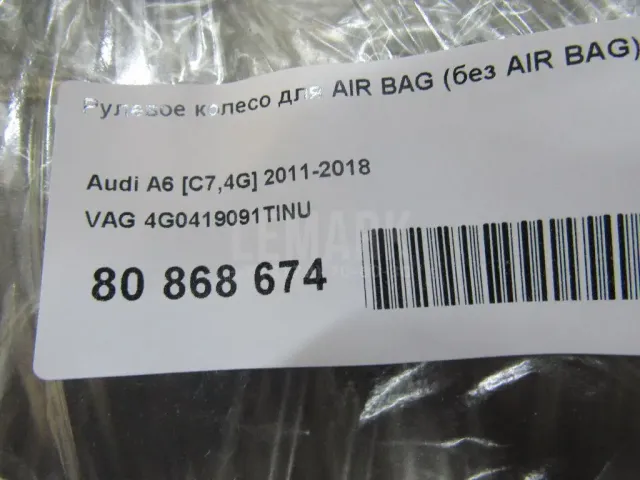 Рулевое колесо для AIR BAG (без AIR BAG)
Audi A6 [C7,4G] 2011-2018
VAG 4G0419091TINU
LEMARK
80 868 674